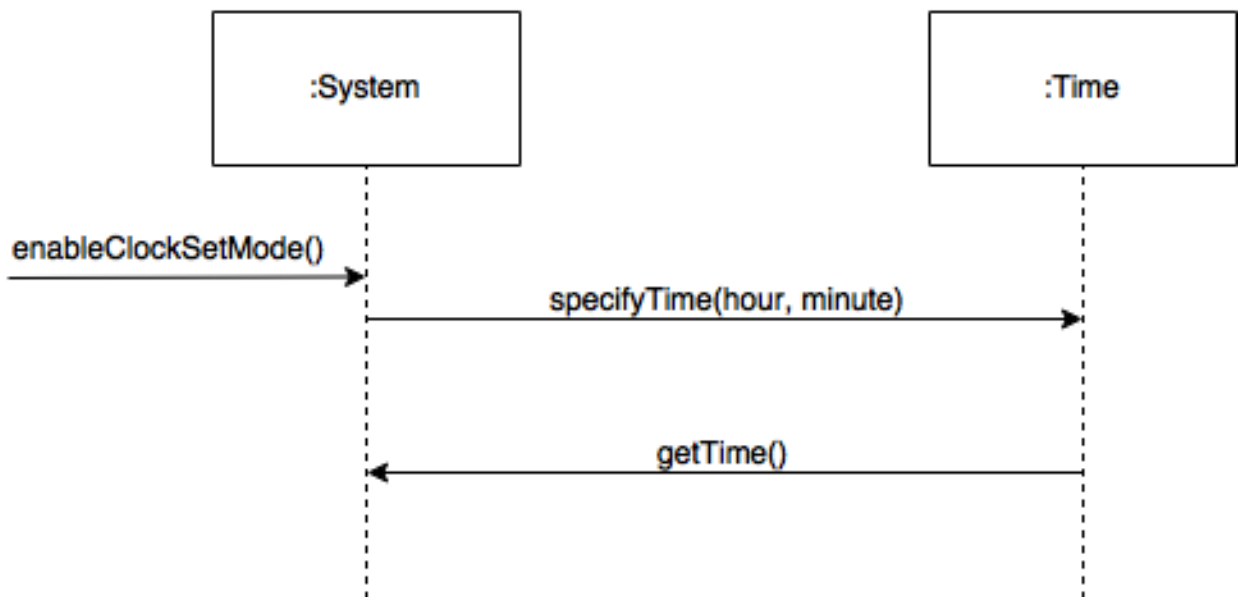 :System
:Time
enableClockSetMode()
specifyTime(hour, minute)
getTime()